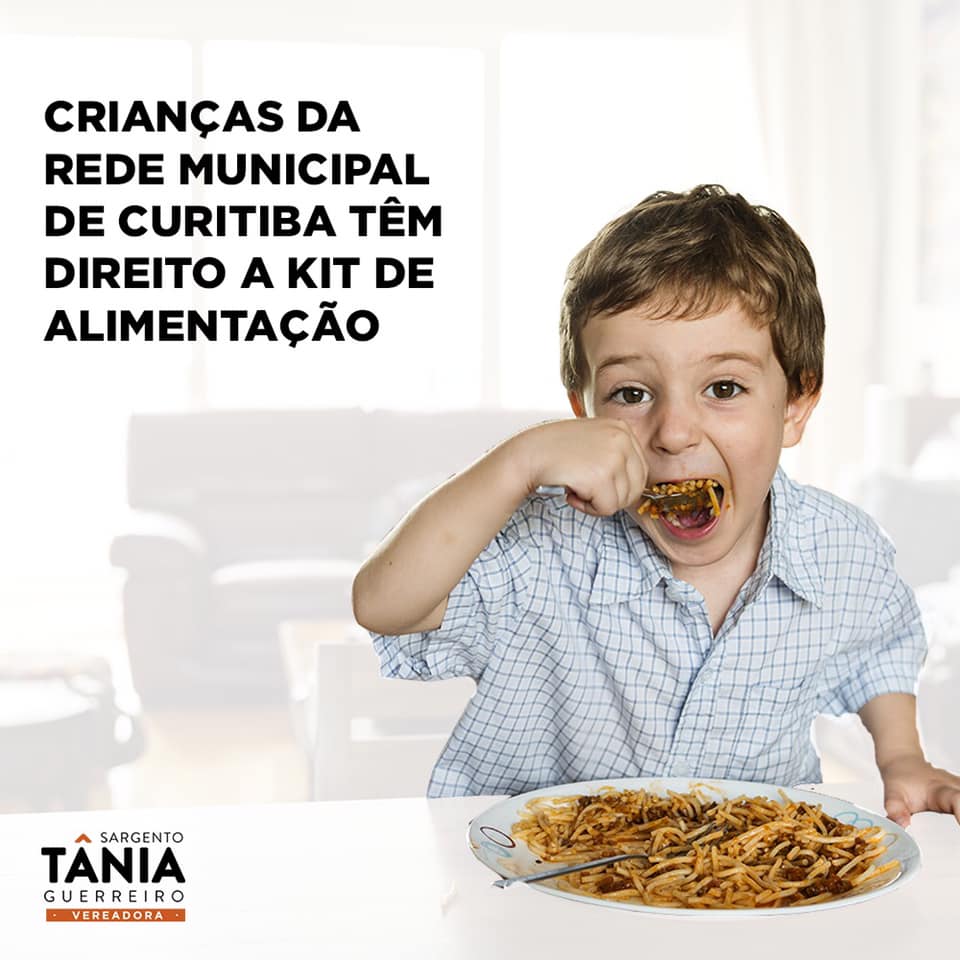 CRIANÇAS DA
REDE MUNICIPAL
DE CURITIBA TÊM
DIREITO A KIT DE
ALIMENTAÇÃO
SARGENTO
TÂNIA
GUERREIRO
· VEREADORA ·